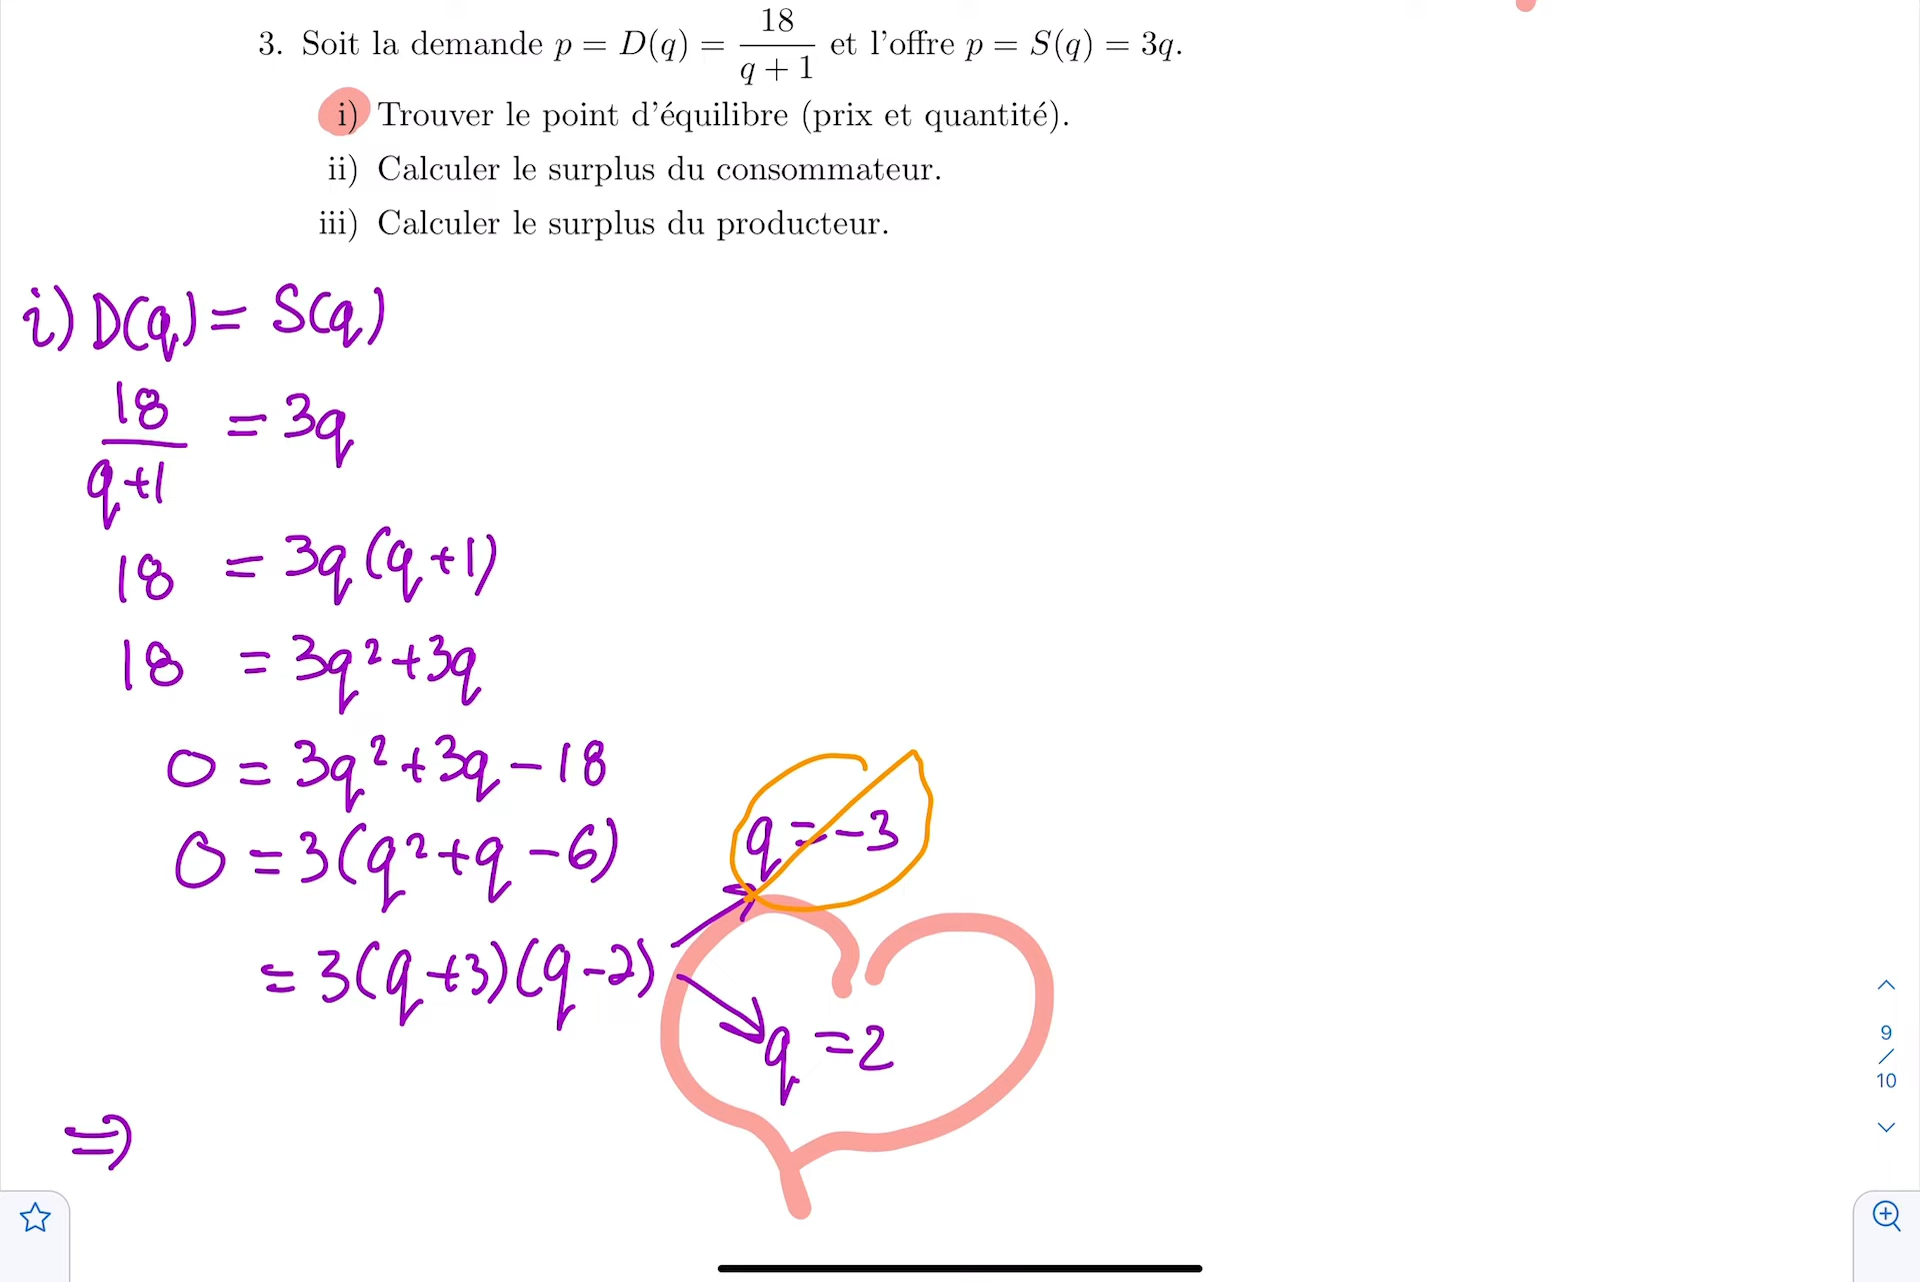 3. Soit la demande p = D(q) = 18/(q + 1) et l'offre p = S(q) = 3q.
i) Trouver le point d'équilibre (prix et quantité).
ii) Calculer le surplus du consommateur.
iii) Calculer le surplus du producteur.
i) D(q) = S(q)
18/(q+1) = 3q
18 = 3q(q+1)
18 = 3q²+3q
0 = 3q²+3q-18
0 = 3(q²+q-6)
q = -3
= 3(q+3)(q-2)
q = 2
⇒
9
/
10